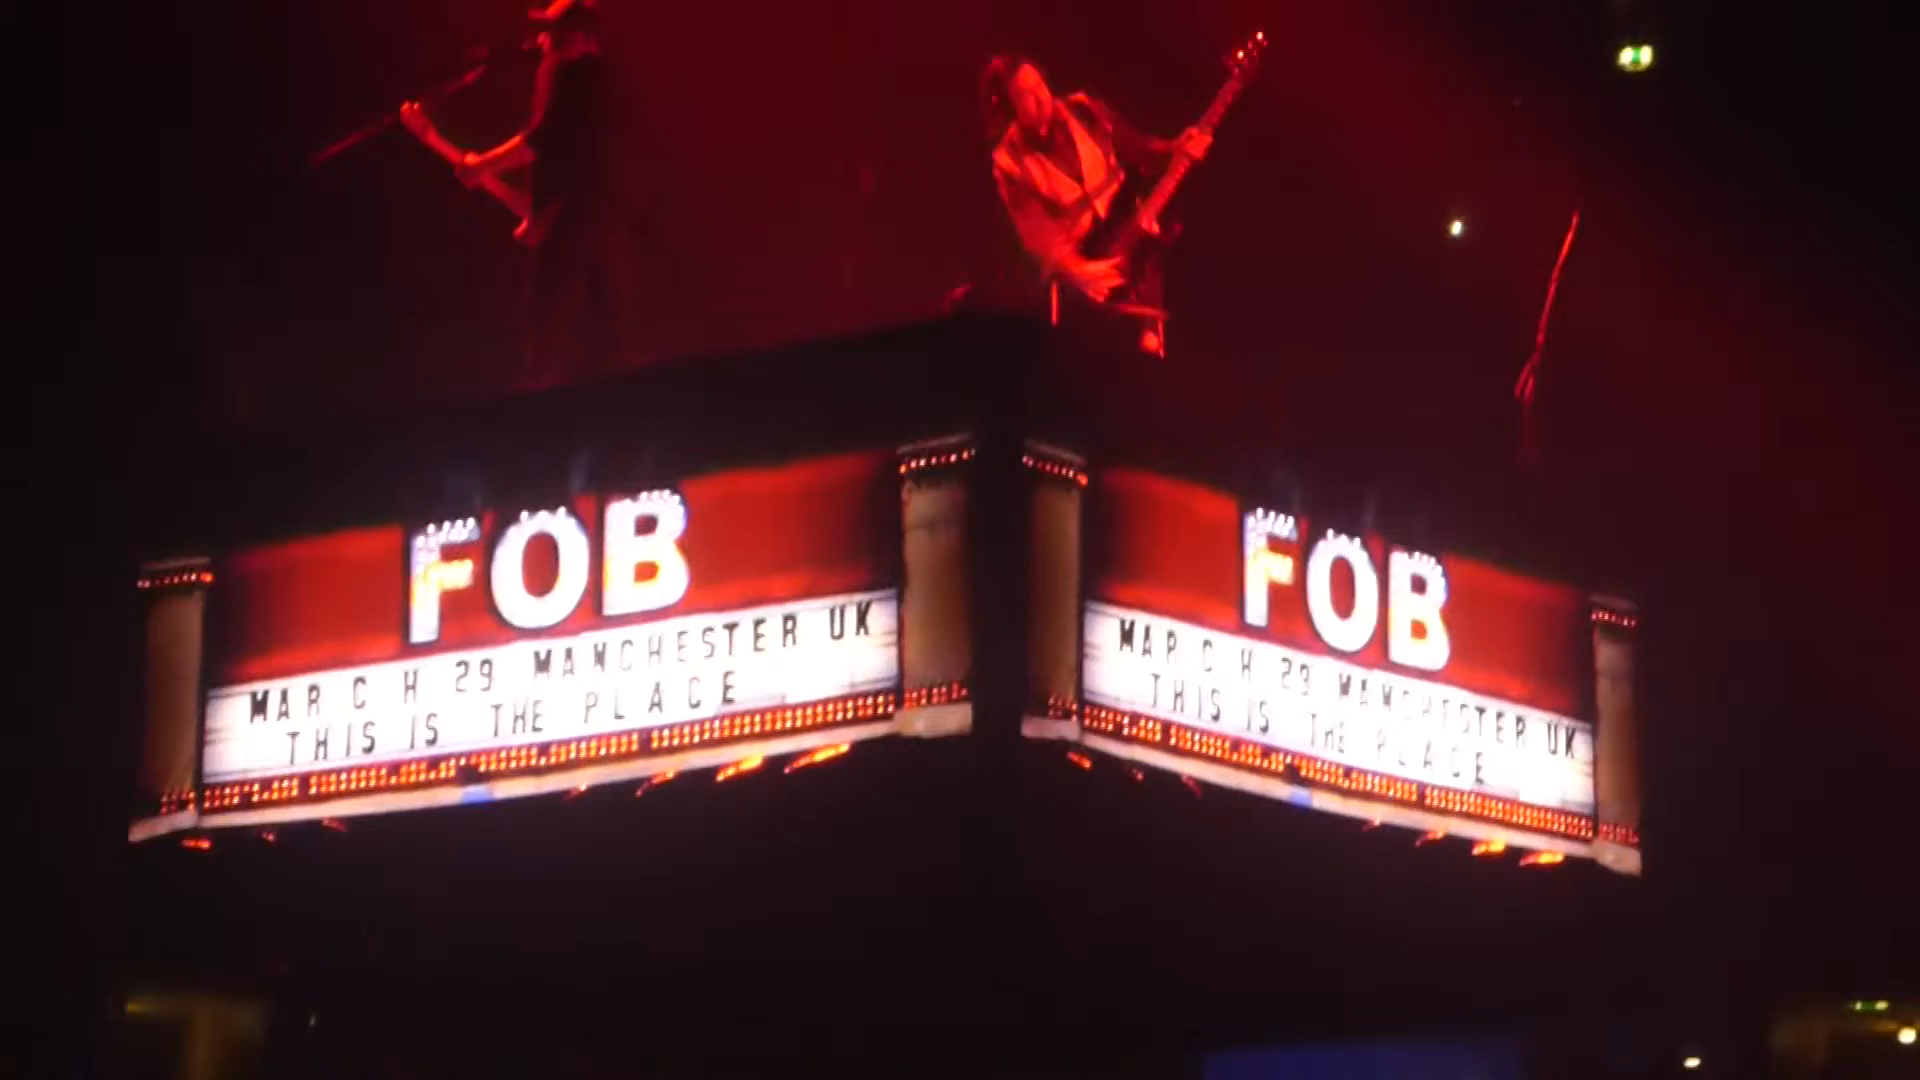 FOB
MARCH 29 MANCHESTER UK
THIS IS THE PLACE
FOB
MARCH 29 MANCHESTER UK
THIS IS THE PLACE